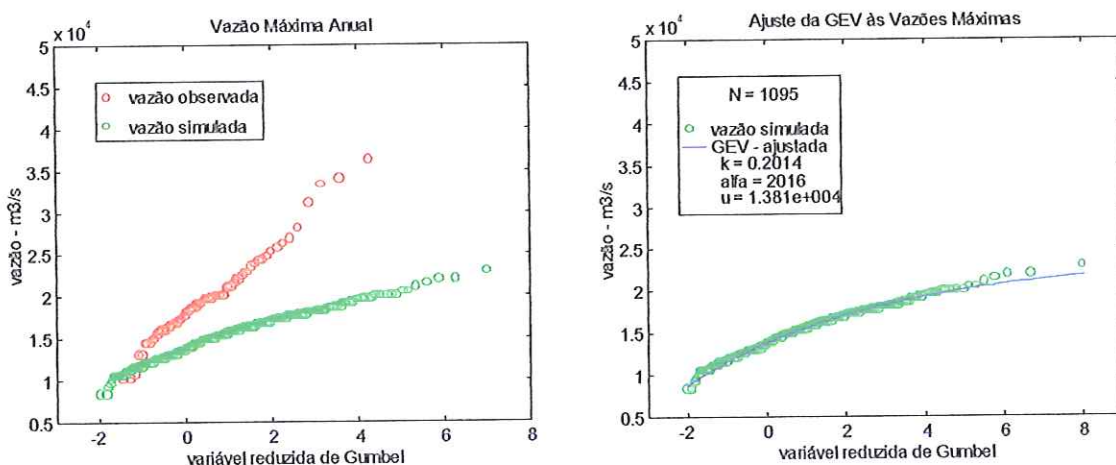 Vazão Máxima Anual
x 10⁴
5
4.5
4
3.5
3
2.5
2
1.5
1
0.5
vazão - m3/s
vazão observada
vazão simulada
-2 0 2 4 6 8
variável reduzida de Gumbel
Ajuste da GEV às Vazões Máximas
x 10⁴
5
4.5
4
3.5
3
2.5
2
1.5
1
0.5
vazão - m3/s
N = 1095
vazão simulada
GEV - ajustada
k = 0.2014
alfa = 2016
u = 1.381e+004
-2 0 2 4 6 8
variável reduzida de Gumbel